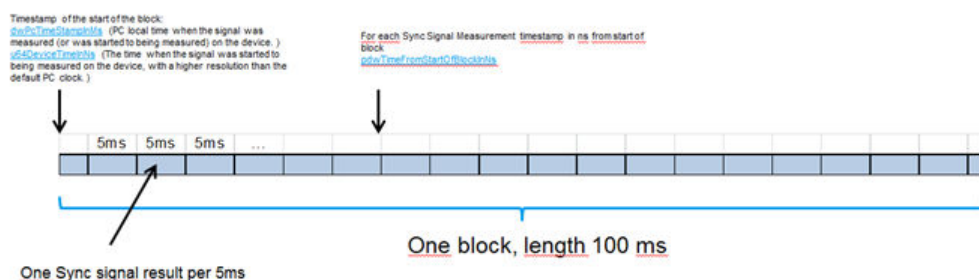 Timestamp of the start of the block:
dwPcTimeStampInMs (PC local time when the signal was
measured (or was started to being measured) on the device. )
u64DeviceTimeInNs (The time when the signal was started to
being measured on the device, with a higher resolution than the
default PC clock. )
For each Sync Signal Measurement timestamp in ns from start of
block
pdwTimeFromStartOfBlockInNs
5ms 5ms 5ms ...
One block, length 100 ms
One Sync signal result per 5ms